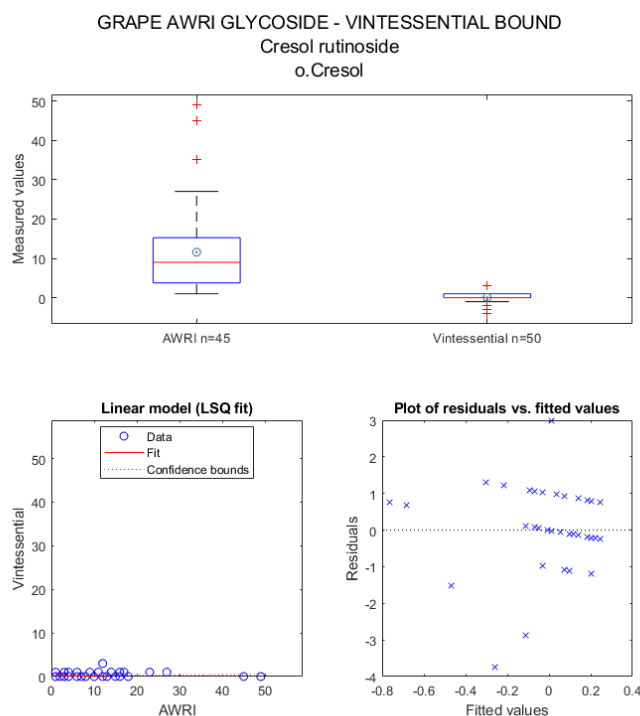 GRAPE AWRI GLYCOSIDE - VINTESSENTIAL BOUND
Cresol rutinoside
o.Cresol
Measured values
50
40
30
20
10
0
AWRI n=45
Vintessential n=50
Linear model (LSQ fit)
Vintessential
50
40
30
20
10
0
Data
Fit
Confidence bounds
0
10
20
30
40
50
AWRI
Plot of residuals vs. fitted values
Residuals
3
2
1
0
-1
-2
-3
-4
-0.8
-0.6
-0.4
-0.2
0
0.2
0.4
Fitted values